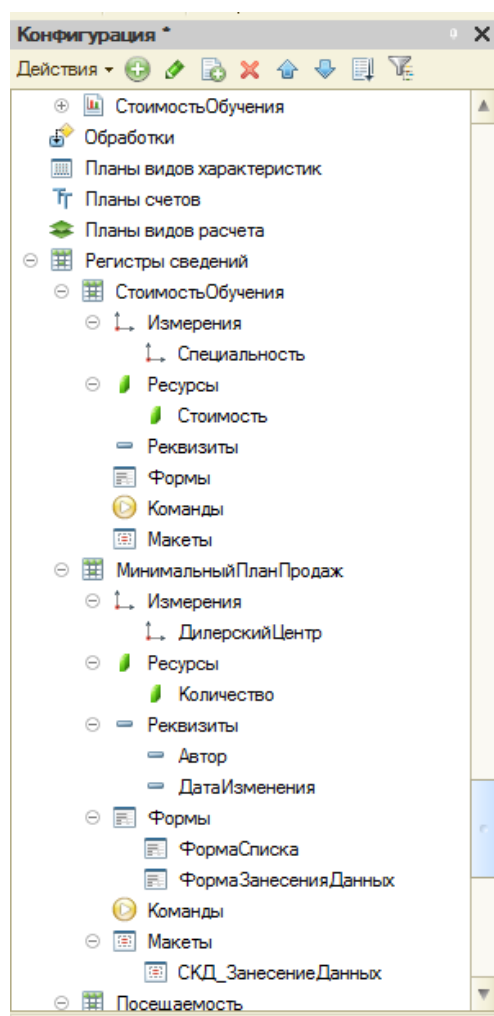 Конфигурация *
Действия
СтоимостьОбучения
Обработки
Планы видов характеристик
Планы счетов
Планы видов расчета
Регистры сведений
СтоимостьОбучения
Измерения
Специальность
Ресурсы
Стоимость
Реквизиты
Формы
Команды
Макеты
МинимальныйПланПродаж
Измерения
ДилерскийЦентр
Ресурсы
Количество
Реквизиты
Автор
ДатаИзменения
Формы
ФормаСписка
ФормаЗанесенияДанных
Команды
Макеты
СКД_ЗанесениеДанных
Посещаемость